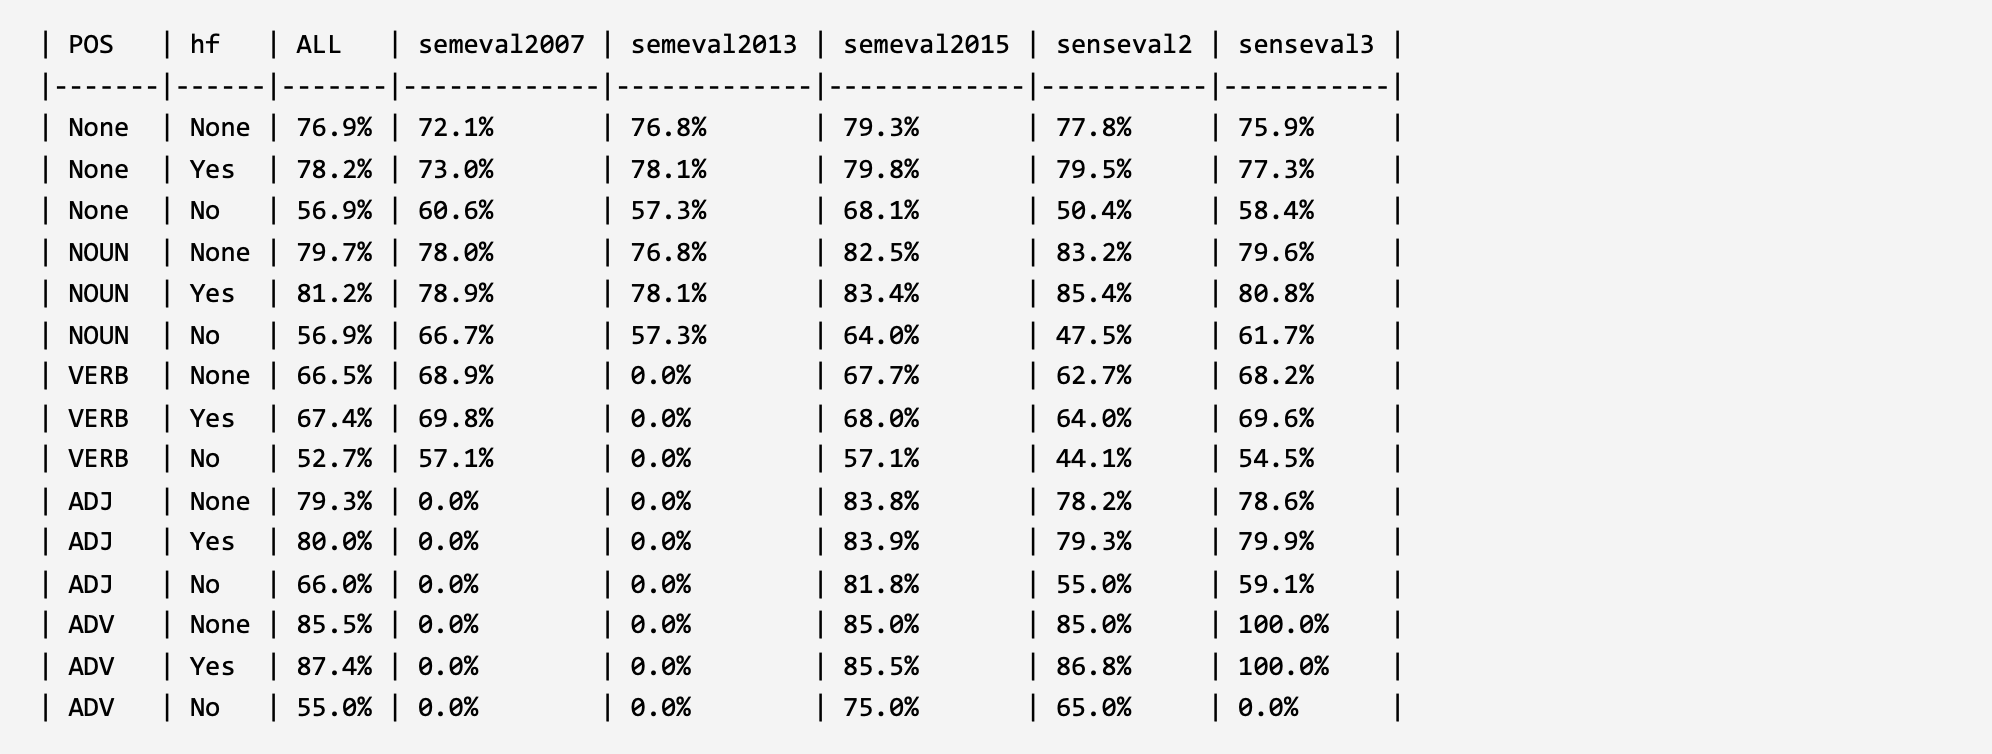 | POS   | hf   | ALL   | semeval2007 | semeval2013 | semeval2015 | senseval2 | senseval3 |
|-------|------|-------|-------------|-------------|-------------|-----------|-----------|
| None  | None | 76.9% | 72.1%       | 76.8%       | 79.3%       | 77.8%     | 75.9%     |
| None  | Yes  | 78.2% | 73.0%       | 78.1%       | 79.8%       | 79.5%     | 77.3%     |
| None  | No   | 56.9% | 60.6%       | 57.3%       | 68.1%       | 50.4%     | 58.4%     |
| NOUN  | None | 79.7% | 78.0%       | 76.8%       | 82.5%       | 83.2%     | 79.6%     |
| NOUN  | Yes  | 81.2% | 78.9%       | 78.1%       | 83.4%       | 85.4%     | 80.8%     |
| NOUN  | No   | 56.9% | 66.7%       | 57.3%       | 64.0%       | 47.5%     | 61.7%     |
| VERB  | None | 66.5% | 68.9%       | 0.0%        | 67.7%       | 62.7%     | 68.2%     |
| VERB  | Yes  | 67.4% | 69.8%       | 0.0%        | 68.0%       | 64.0%     | 69.6%     |
| VERB  | No   | 52.7% | 57.1%       | 0.0%        | 57.1%       | 44.1%     | 54.5%     |
| ADJ   | None | 79.3% | 0.0%        | 0.0%        | 83.8%       | 78.2%     | 78.6%     |
| ADJ   | Yes  | 80.0% | 0.0%        | 0.0%        | 83.9%       | 79.3%     | 79.9%     |
| ADJ   | No   | 66.0% | 0.0%        | 0.0%        | 81.8%       | 55.0%     | 59.1%     |
| ADV   | None | 85.5% | 0.0%        | 0.0%        | 85.0%       | 85.0%     | 100.0%    |
| ADV   | Yes  | 87.4% | 0.0%        | 0.0%        | 85.5%       | 86.8%     | 100.0%    |
| ADV   | No   | 55.0% | 0.0%        | 0.0%        | 75.0%       | 65.0%     | 0.0%      |